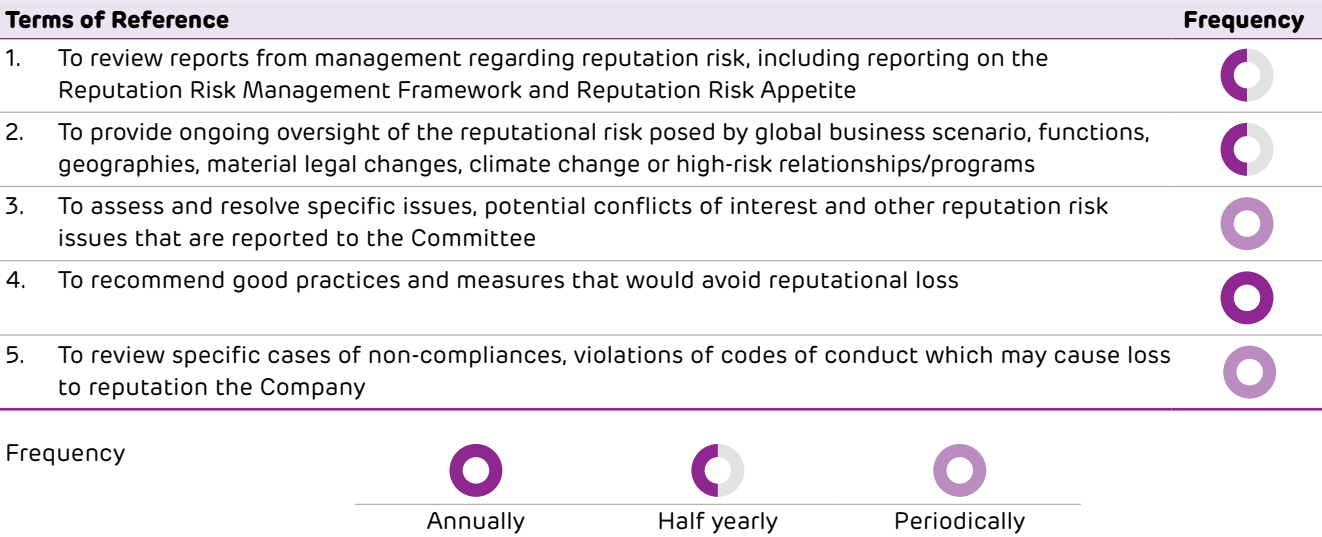 Terms of Reference Frequency
1. To review reports from management regarding reputation risk, including reporting on the
Reputation Risk Management Framework and Reputation Risk Appetite
2. To provide ongoing oversight of the reputational risk posed by global business scenario, functions,
geographies, material legal changes, climate change or high-risk relationships/programs
3. To assess and resolve specific issues, potential conflicts of interest and other reputation risk
issues that are reported to the Committee
4. To recommend good practices and measures that would avoid reputational loss
5. To review specific cases of non-compliances, violations of codes of conduct which may cause loss
to reputation the Company
Frequency
Annually Half yearly Periodically